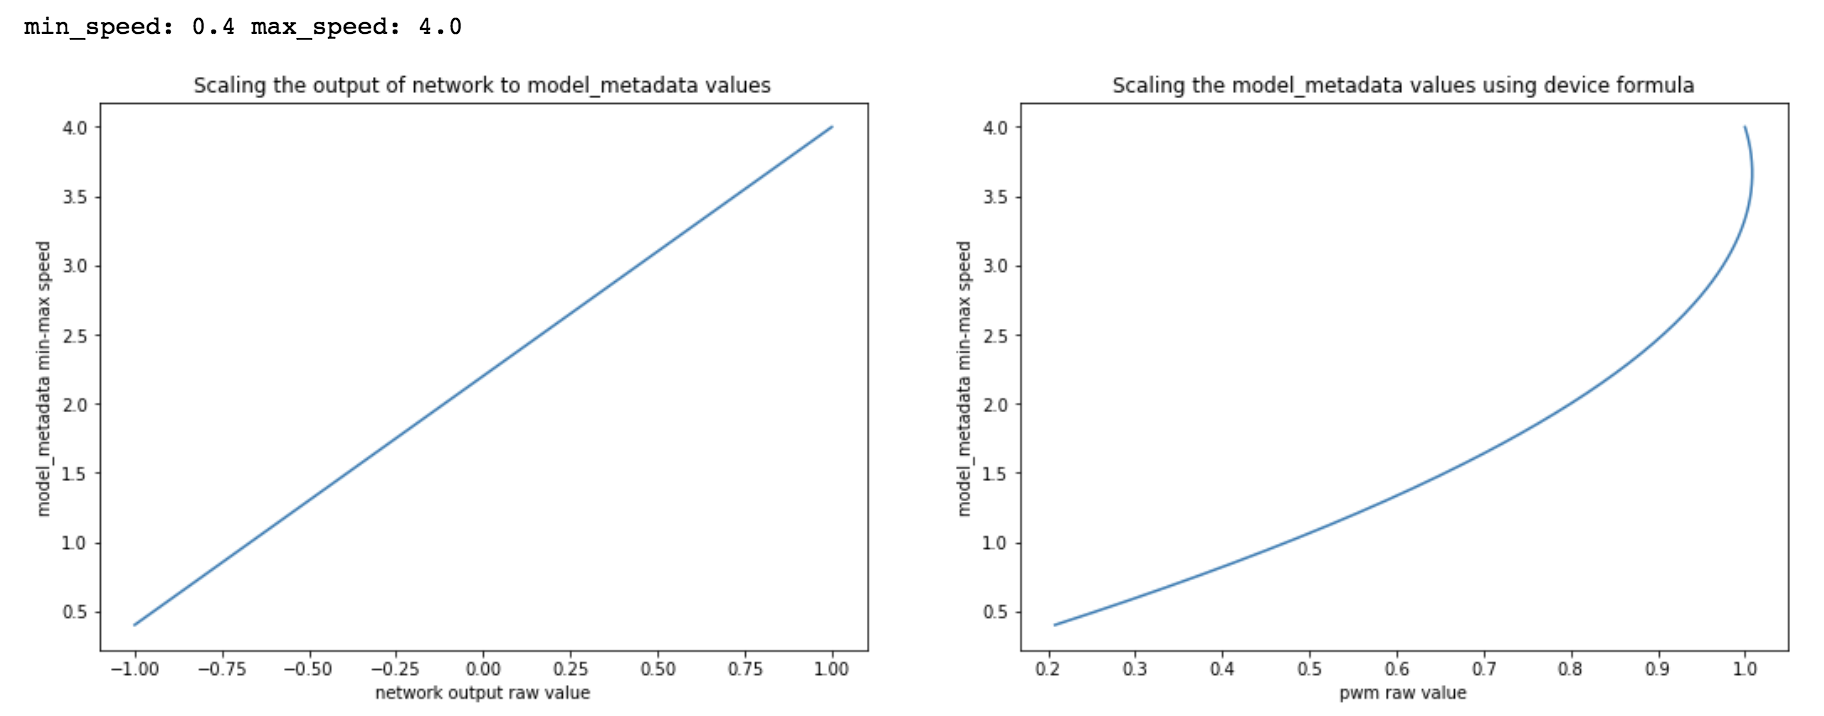 min_speed: 0.4 max_speed: 4.0
Scaling the output of network to model_metadata values
model_metadata min-max speed
4.0
3.5
3.0
2.5
2.0
1.5
1.0
0.5
−1.00 −0.75 −0.50 −0.25 0.00 0.25 0.50 0.75 1.00
network output raw value
Scaling the model_metadata values using device formula
model_metadata min-max speed
4.0
3.5
3.0
2.5
2.0
1.5
1.0
0.5
0.2 0.3 0.4 0.5 0.6 0.7 0.8 0.9 1.0
pwm raw value